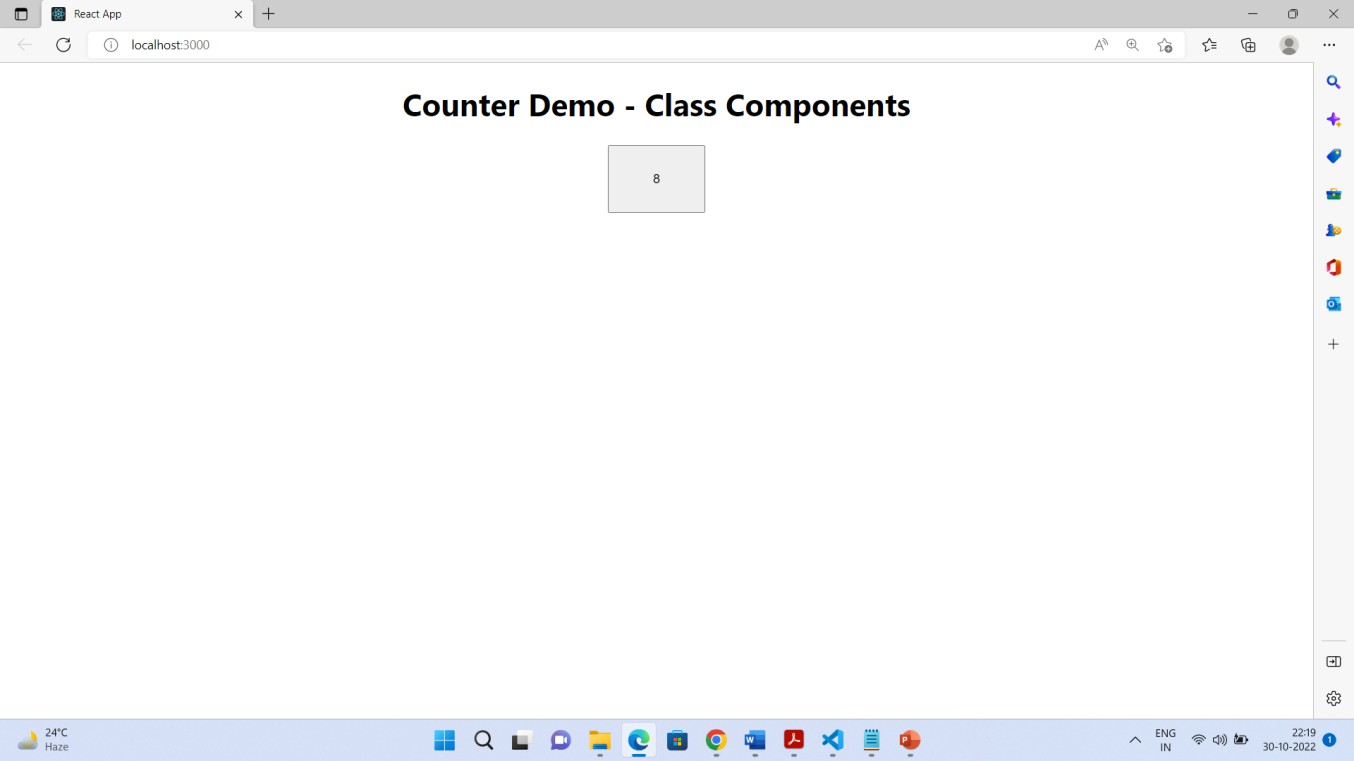 React App
localhost:3000
Counter Demo - Class Components
8
24°C
Haze
ENG
IN
22:19
30-10-2022
1